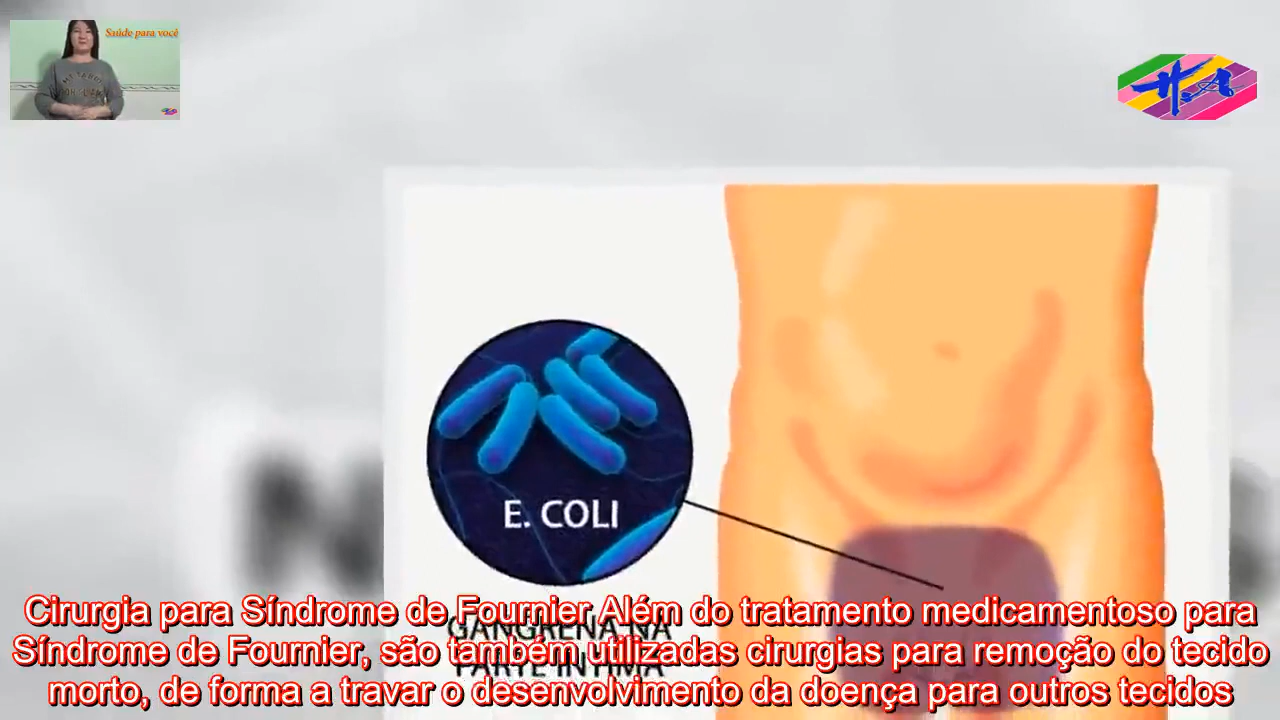 Saúde para você
H.A
E. COLI
GANGRENA NA
PARTE ÍNTIMA
Cirurgia para Síndrome de Fournier Além do tratamento medicamentoso para
Síndrome de Fournier, são também utilizadas cirurgias para remoção do tecido
morto, de forma a travar o desenvolvimento da doença para outros tecidos